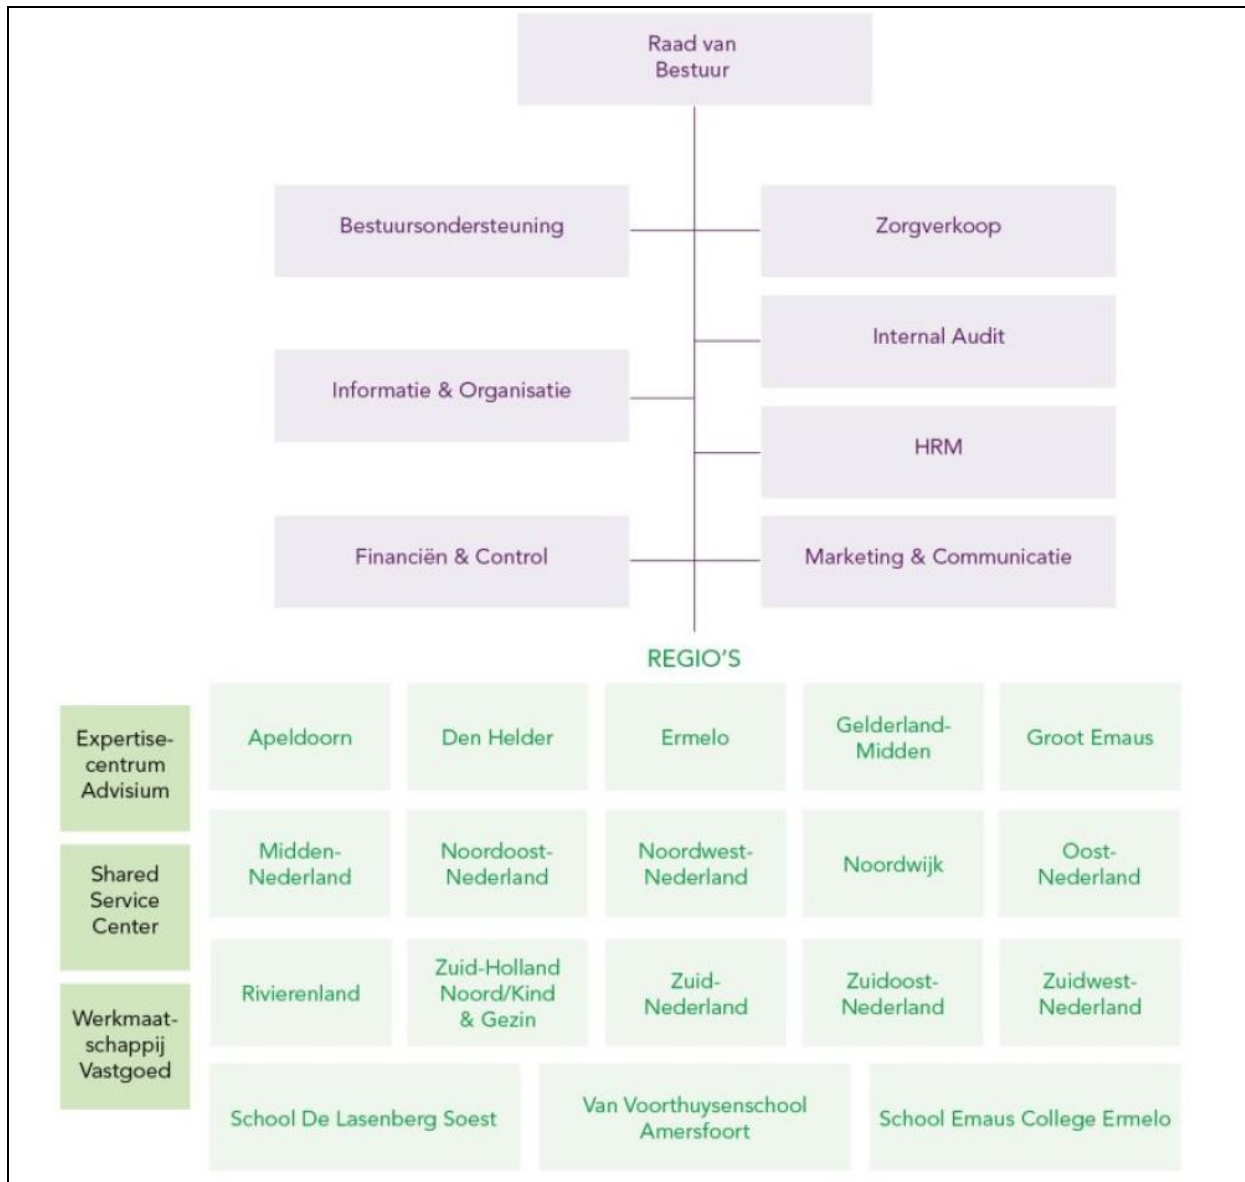 Raad van
Bestuur
Bestuursondersteuning
Zorgverkoop
Internal Audit
Informatie & Organisatie
HRM
Financiën & Control
Marketing & Communicatie
REGIO'S
Expertise-
centrum
Advisium
Apeldoorn
Den Helder
Ermelo
Gelderland-
Midden
Groot Emaus
Shared
Service
Center
Midden-
Nederland
Noordoost-
Nederland
Noordwest-
Nederland
Noordwijk
Oost-
Nederland
Werkmaat-
schappij
Vastgoed
Rivierenland
Zuid-Holland
Noord/Kind
& Gezin
Zuid-
Nederland
Zuidoost-
Nederland
Zuidwest-
Nederland
School De Lasenberg Soest
Van Voorthuysenschool
Amersfoort
School Emaus College Ermelo